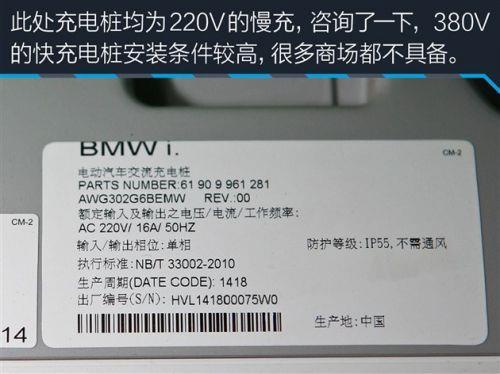 此处充电桩均为220V的慢充，咨询了一下，380V
的快充电桩安装条件较高，很多商场都不具备。
BMW i.
CM-2
电动汽车交流充电桩
PARTS NUMBER:61 90 9 961 281
AWG302G6BEMW REV.:00
额定输入及输出之电压/电流/工作频率:
AC 220V/ 16A/ 50HZ
输入/输出相位:单相
防护等级: IP55,不需通风
执行标准:NB/T 33002-2010
生产周期(DATE CODE): 1418
出厂编号(S/N): HVL141800075W0
生产地:中国
CM-2
14